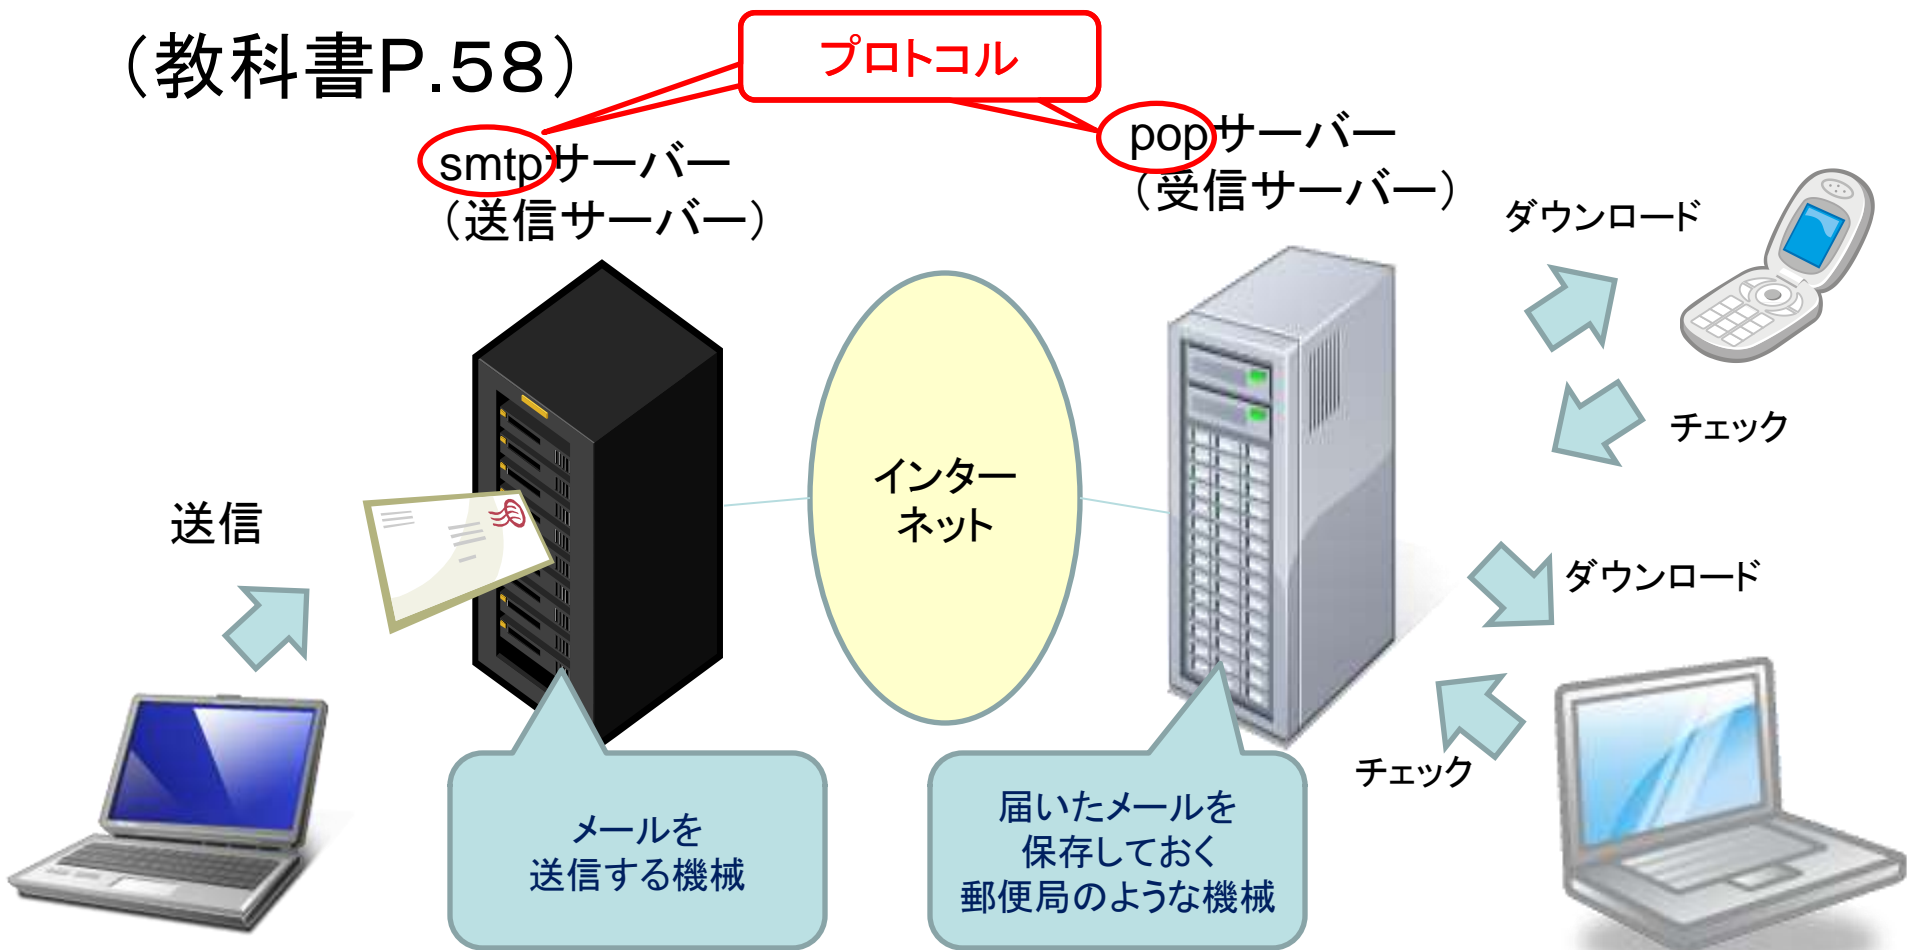 （教科書P.58）
プロトコル
smtpサーバー
（送信サーバー）
popサーバー
（受信サーバー）
ダウンロード
チェック
インター
ネット
送信
ダウンロード
チェック
メールを
送信する機械
届いたメールを
保存しておく
郵便局のような機械